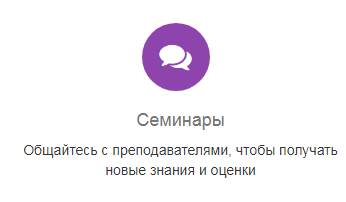 Семинары
Общайтесь с преподавателями, чтобы получать
новые знания и оценки